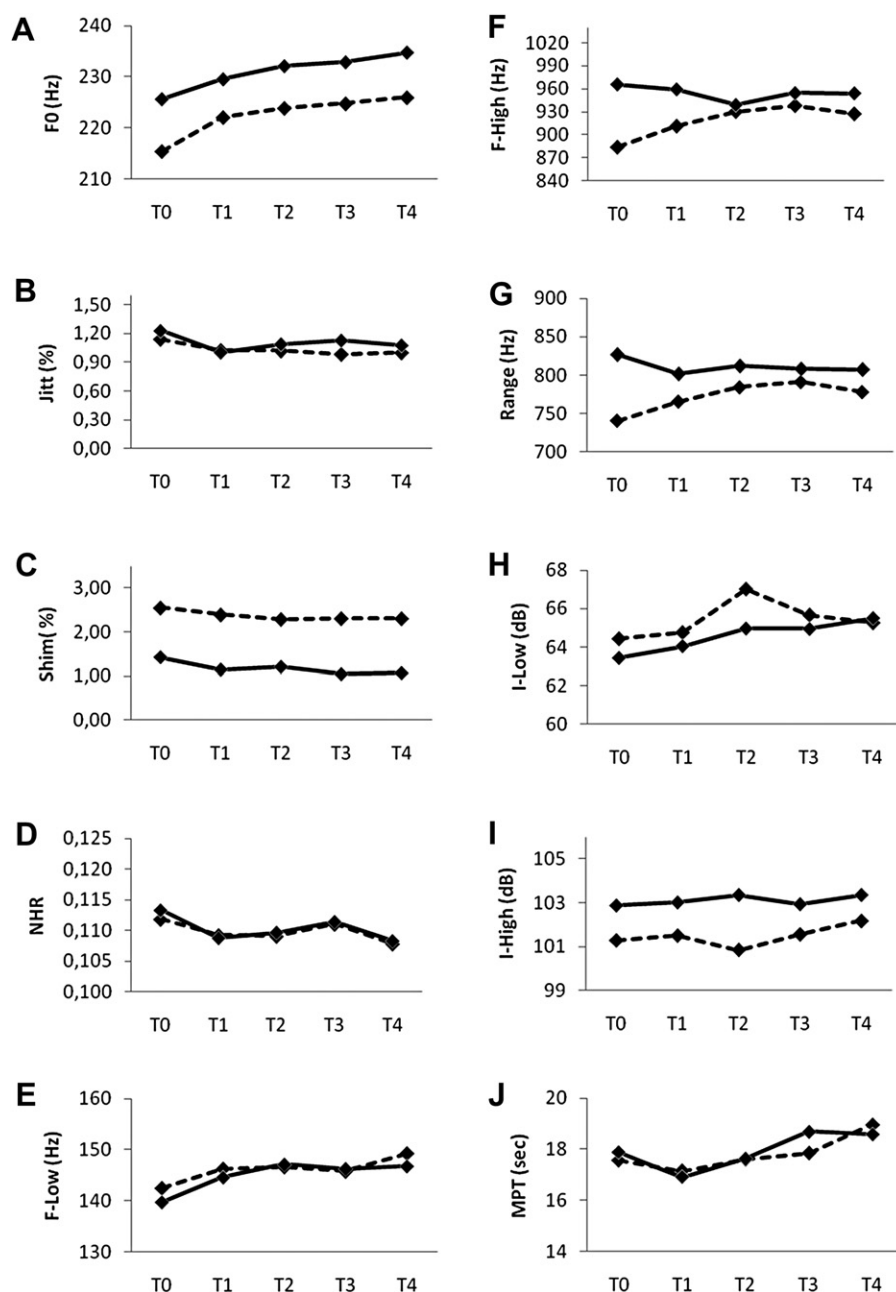 A
F0 (Hz)
240
230
220
210
T0 T1 T2 T3 T4
B
Jitt (%)
1,50
1,20
0,90
0,60
0,30
0,00
T0 T1 T2 T3 T4
C
Shim( %)
3,00
2,00
1,00
0,00
T0 T1 T2 T3 T4
D
NHR
0,125
0,120
0,115
0,110
0,105
0,100
T0 T1 T2 T3 T4
E
F-Low (Hz)
160
150
140
130
T0 T1 T2 T3 T4
F
F-High (Hz)
1020
990
960
930
900
870
840
T0 T1 T2 T3 T4
G
Range (Hz)
900
850
800
750
700
T0 T1 T2 T3 T4
H
I-Low (dB)
68
66
64
62
60
T0 T1 T2 T3 T4
I
I-High (dB)
105
103
101
99
T0 T1 T2 T3 T4
J
MPT (sec)
20
18
16
14
T0 T1 T2 T3 T4